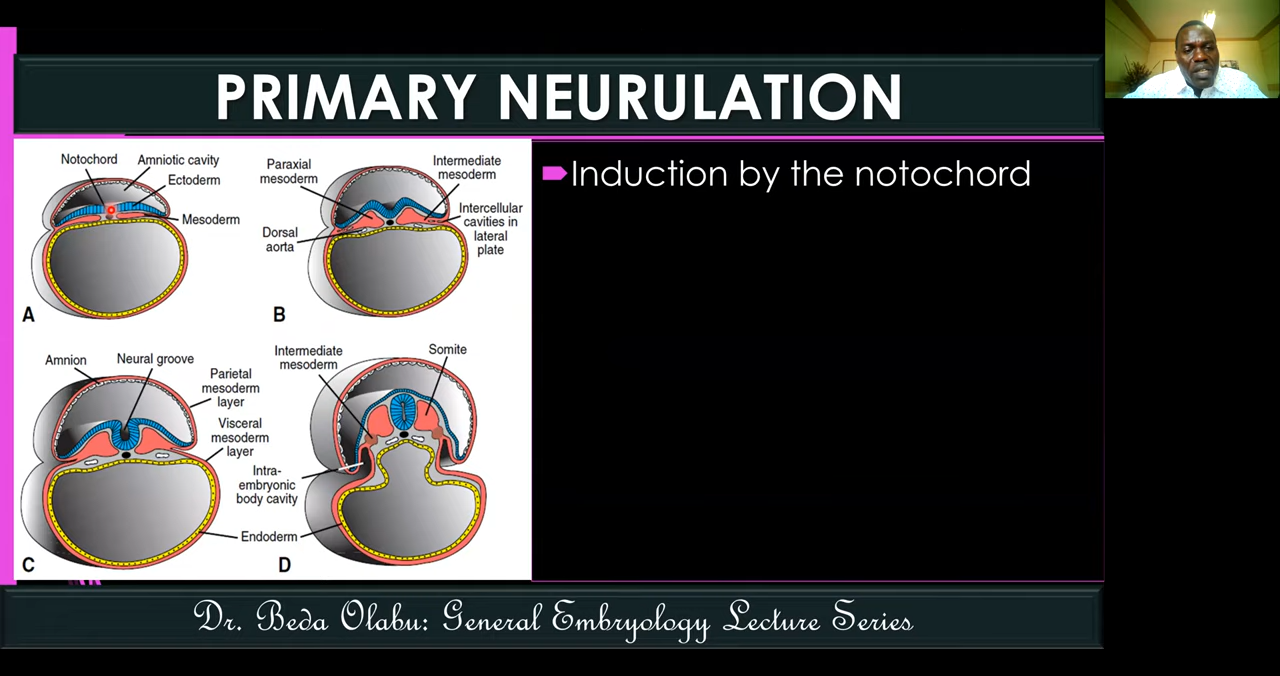 PRIMARY NEURULATION
Induction by the notochord
Notochord
Amniotic cavity
Ectoderm
Mesoderm
A
Paraxial
mesoderm
Intermediate
mesoderm
Intercellular
cavities in
lateral
plate
Dorsal
aorta
B
Amnion
Neural groove
Parietal
mesoderm
layer
Visceral
mesoderm
layer
Intra-
embryonic
body cavity
Endoderm
C
Intermediate
mesoderm
Somite
D
Dr. Beda Olabu: General Embryology Lecture Series